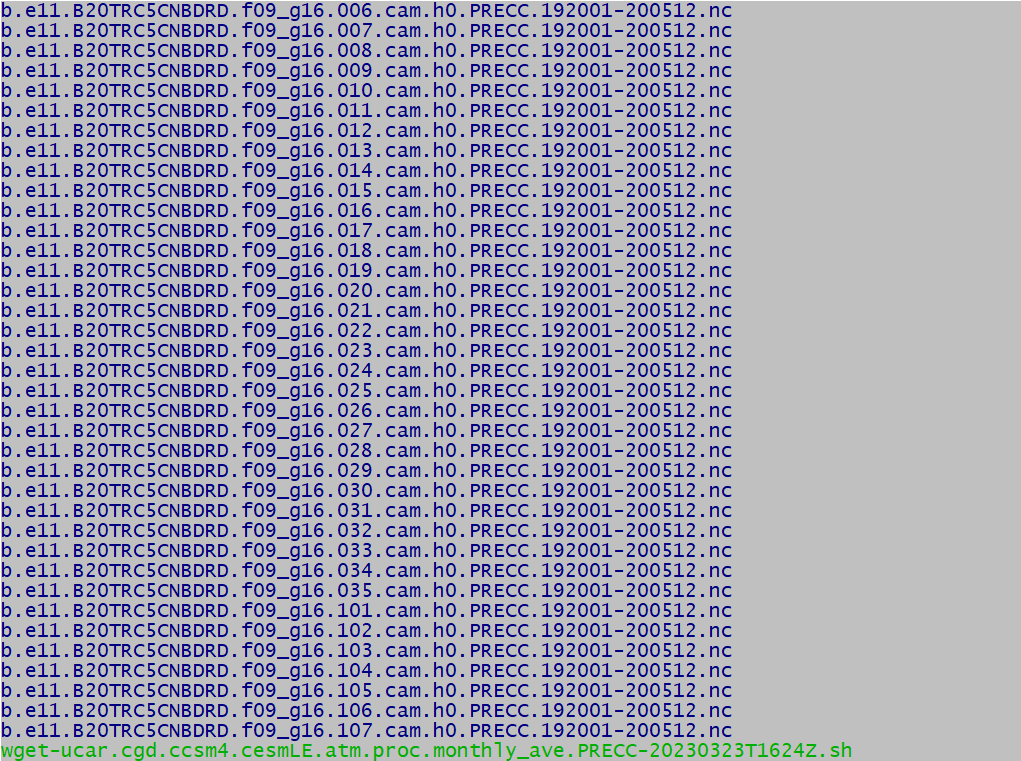 b.e11.B20TRC5CNBDRD.f09_g16.006.cam.h0.PRECC.192001-200512.nc
b.e11.B20TRC5CNBDRD.f09_g16.007.cam.h0.PRECC.192001-200512.nc
b.e11.B20TRC5CNBDRD.f09_g16.008.cam.h0.PRECC.192001-200512.nc
b.e11.B20TRC5CNBDRD.f09_g16.009.cam.h0.PRECC.192001-200512.nc
b.e11.B20TRC5CNBDRD.f09_g16.010.cam.h0.PRECC.192001-200512.nc
b.e11.B20TRC5CNBDRD.f09_g16.011.cam.h0.PRECC.192001-200512.nc
b.e11.B20TRC5CNBDRD.f09_g16.012.cam.h0.PRECC.192001-200512.nc
b.e11.B20TRC5CNBDRD.f09_g16.013.cam.h0.PRECC.192001-200512.nc
b.e11.B20TRC5CNBDRD.f09_g16.014.cam.h0.PRECC.192001-200512.nc
b.e11.B20TRC5CNBDRD.f09_g16.015.cam.h0.PRECC.192001-200512.nc
b.e11.B20TRC5CNBDRD.f09_g16.016.cam.h0.PRECC.192001-200512.nc
b.e11.B20TRC5CNBDRD.f09_g16.017.cam.h0.PRECC.192001-200512.nc
b.e11.B20TRC5CNBDRD.f09_g16.018.cam.h0.PRECC.192001-200512.nc
b.e11.B20TRC5CNBDRD.f09_g16.019.cam.h0.PRECC.192001-200512.nc
b.e11.B20TRC5CNBDRD.f09_g16.020.cam.h0.PRECC.192001-200512.nc
b.e11.B20TRC5CNBDRD.f09_g16.021.cam.h0.PRECC.192001-200512.nc
b.e11.B20TRC5CNBDRD.f09_g16.022.cam.h0.PRECC.192001-200512.nc
b.e11.B20TRC5CNBDRD.f09_g16.023.cam.h0.PRECC.192001-200512.nc
b.e11.B20TRC5CNBDRD.f09_g16.024.cam.h0.PRECC.192001-200512.nc
b.e11.B20TRC5CNBDRD.f09_g16.025.cam.h0.PRECC.192001-200512.nc
b.e11.B20TRC5CNBDRD.f09_g16.026.cam.h0.PRECC.192001-200512.nc
b.e11.B20TRC5CNBDRD.f09_g16.027.cam.h0.PRECC.192001-200512.nc
b.e11.B20TRC5CNBDRD.f09_g16.028.cam.h0.PRECC.192001-200512.nc
b.e11.B20TRC5CNBDRD.f09_g16.029.cam.h0.PRECC.192001-200512.nc
b.e11.B20TRC5CNBDRD.f09_g16.030.cam.h0.PRECC.192001-200512.nc
b.e11.B20TRC5CNBDRD.f09_g16.031.cam.h0.PRECC.192001-200512.nc
b.e11.B20TRC5CNBDRD.f09_g16.032.cam.h0.PRECC.192001-200512.nc
b.e11.B20TRC5CNBDRD.f09_g16.033.cam.h0.PRECC.192001-200512.nc
b.e11.B20TRC5CNBDRD.f09_g16.034.cam.h0.PRECC.192001-200512.nc
b.e11.B20TRC5CNBDRD.f09_g16.035.cam.h0.PRECC.192001-200512.nc
b.e11.B20TRC5CNBDRD.f09_g16.101.cam.h0.PRECC.192001-200512.nc
b.e11.B20TRC5CNBDRD.f09_g16.102.cam.h0.PRECC.192001-200512.nc
b.e11.B20TRC5CNBDRD.f09_g16.103.cam.h0.PRECC.192001-200512.nc
b.e11.B20TRC5CNBDRD.f09_g16.104.cam.h0.PRECC.192001-200512.nc
b.e11.B20TRC5CNBDRD.f09_g16.105.cam.h0.PRECC.192001-200512.nc
b.e11.B20TRC5CNBDRD.f09_g16.106.cam.h0.PRECC.192001-200512.nc
b.e11.B20TRC5CNBDRD.f09_g16.107.cam.h0.PRECC.192001-200512.nc
wget-ucar.cgd.ccsm4.cesmLE.atm.proc.monthly_ave.PRECC-20230323T1624Z.sh